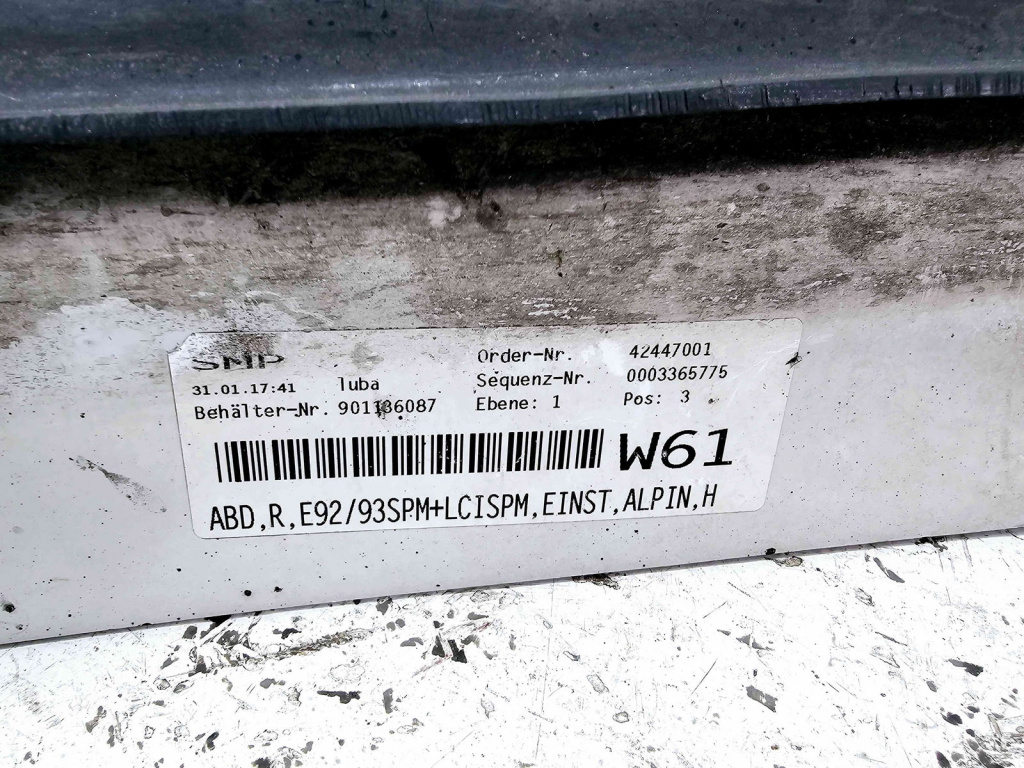 SMP
Order-Nr. 42447001
31.01.17:41 luba
Sequenz-Nr. 0003365775
Behälter-Nr. 901136087
Ebene: 1 Pos: 3
W61
ABD,R,E92/93SPM+LCISPM,EINST,ALPIN,H